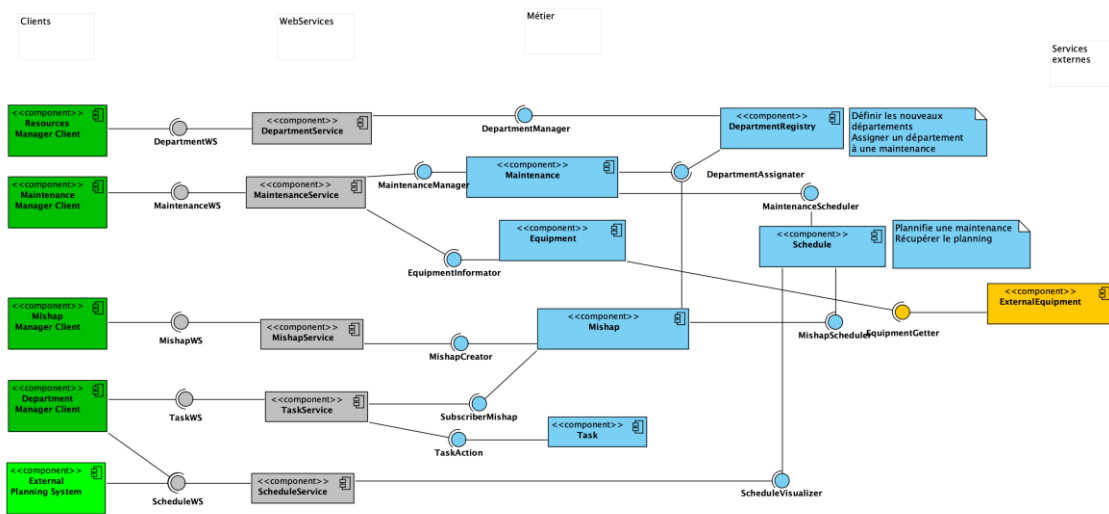 Clients
WebServices
Métier
Services
externes
<<component>>
Resources
Manager Client
DepartmentWS
<<component>>
DepartmentService
DepartmentManager
<<component>>
DepartmentRegistry
Définir les nouveaux
départements
Assigner un département
à une maintenance
<<component>>
Maintenance
Manager Client
MaintenanceWS
<<component>>
MaintenanceService
MaintenanceManager
<<component>>
Maintenance
DepartmentAssignater
MaintenanceScheduler
<<component>>
Equipment
EquipmentInformator
<<component>>
Schedule
Plannifie une maintenance
Récupérer le planning
<<component>>
ExternalEquipment
EquipmentGetter
<<component>>
Mishap
Manager Client
MishapWS
<<component>>
MishapService
MishapCreator
<<component>>
Mishap
MishapScheduler
<<component>>
Department
Manager Client
TaskWS
<<component>>
TaskService
SubscriberMishap
TaskAction
<<component>>
Task
<<component>>
External
Planning System
ScheduleWS
<<component>>
ScheduleService
ScheduleVisualizer